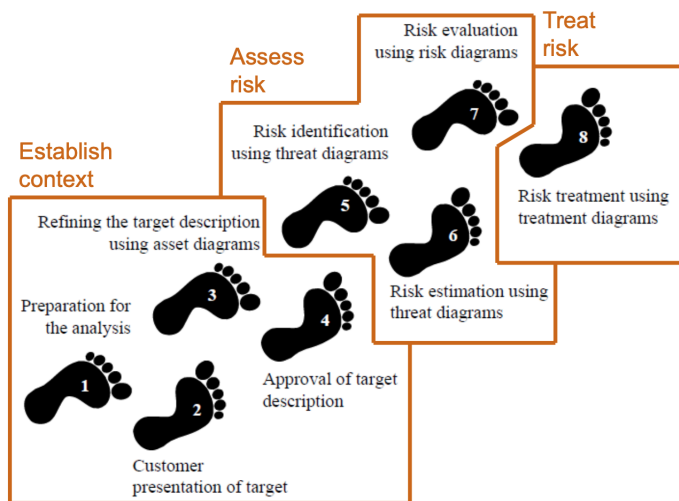 Establish
context
Preparation for
the analysis
1
2
Customer
presentation of target
Refining the target description
using asset diagrams
3
4
Approval of target
description
Assess
risk
Risk identification
using threat diagrams
5
6
Risk estimation using
threat diagrams
Risk evaluation
using risk diagrams
7
Treat
risk
8
Risk treatment using
treatment diagrams